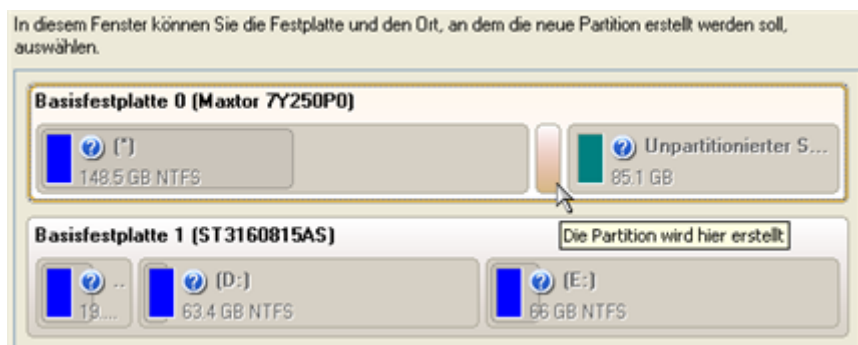 In diesem Fenster können Sie die Festplatte und den Ort, an dem die neue Partition erstellt werden soll,
auswählen.
Basisfestplatte 0 (Maxtor 7Y250P0)
(*)
148.5 GB NTFS
Unpartitionierter S...
85.1 GB
Die Partition wird hier erstellt
Basisfestplatte 1 (ST3160815AS)
..
19....
(D:)
63.4 GB NTFS
(E:)
66 GB NTFS